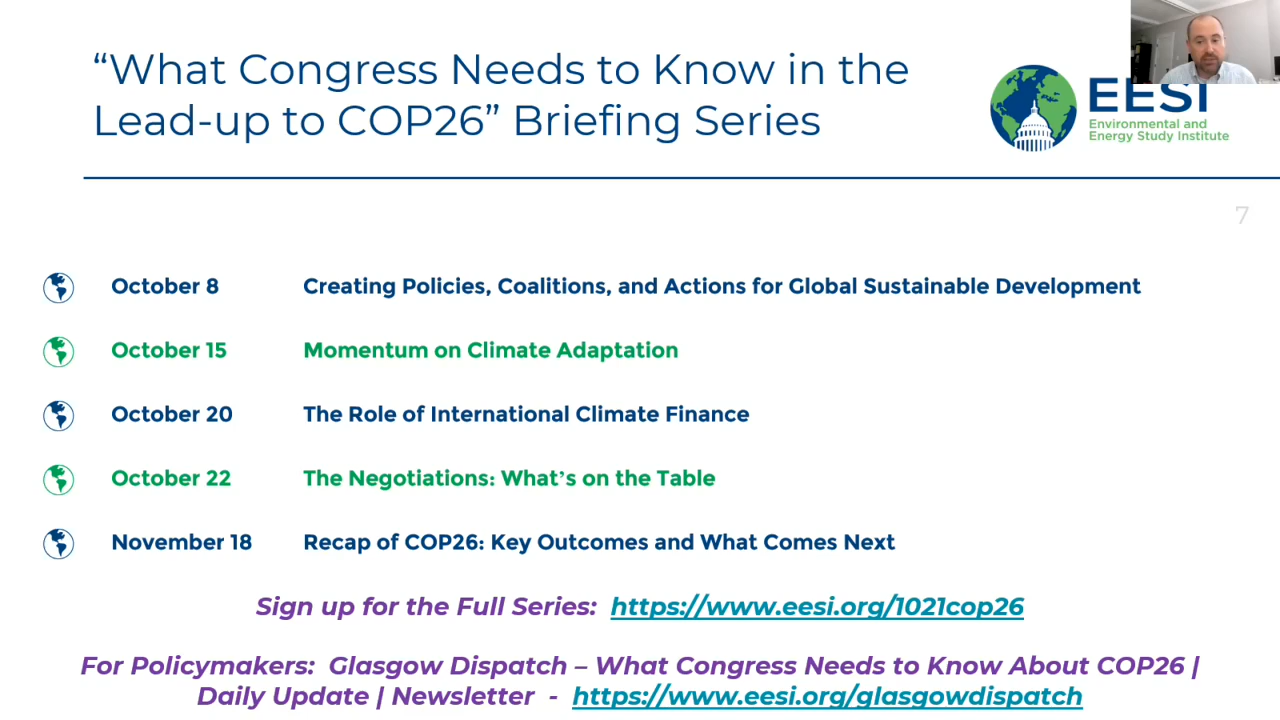 “What Congress Needs to Know in the
Lead-up to COP26” Briefing Series
EESI
Environmental and
Energy Study Institute
7
October 8 Creating Policies, Coalitions, and Actions for Global Sustainable Development
October 15 Momentum on Climate Adaptation
October 20 The Role of International Climate Finance
October 22 The Negotiations: What’s on the Table
November 18 Recap of COP26: Key Outcomes and What Comes Next
Sign up for the Full Series: https://www.eesi.org/1021cop26
For Policymakers: Glasgow Dispatch – What Congress Needs to Know About COP26 |
Daily Update | Newsletter - https://www.eesi.org/glasgowdispatch